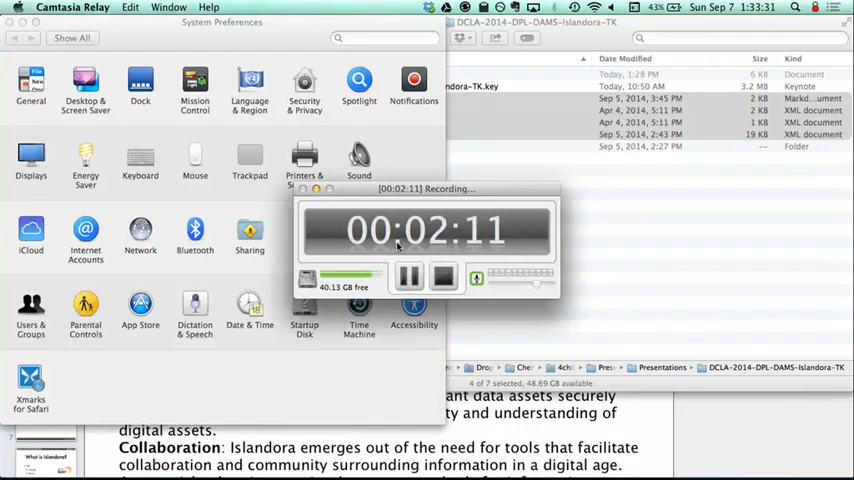 Camtasia Relay Edit Window Help
43% Sun Sep 7 1:33:31
System Preferences
Show All
General
Desktop & Screen Saver
Dock
Mission Control
Language & Region
Security & Privacy
Spotlight
Notifications
Displays
Energy Saver
Keyboard
Mouse
Trackpad
Printers &
Sound
iCloud
Internet Accounts
Network
Bluetooth
Sharing
Users & Groups
Parental Controls
App Store
Dictation & Speech
Date & Time
Startup Disk
Time Machine
Accessibility
Xmarks for Safari
[00:02:11] Recording...
00:02:11
40.13 GB free
DCLA-2014-DPL-DAMS-Islandora-TK
Date Modified Size Kind
Today, 1:28 PM 6 KB Document
ndora-TK.key Today, 10:50 AM 3.2 MB Keynote
Sep 5, 2014, 3:45 PM 2 KB Markd...ument
Apr 4, 2014, 5:11 PM 2 KB XML document
Apr 4, 2014, 5:11 PM 1 KB XML document
Sep 5, 2014, 2:43 PM 19 KB XML document
Sep 5, 2014, 2:27 PM -- Folder
Drop Cher 4chi Pres Presentations DCLA-2014-DPL-DAMS-Islandora-TK
4 of 7 selected, 48.69 GB available
ant data assets securely
ty and understanding of
digital assets.
Collaboration: Islandora emerges out of the need for tools that facilitate
collaboration and community surrounding information in a digital age.
7
What is Islandora?